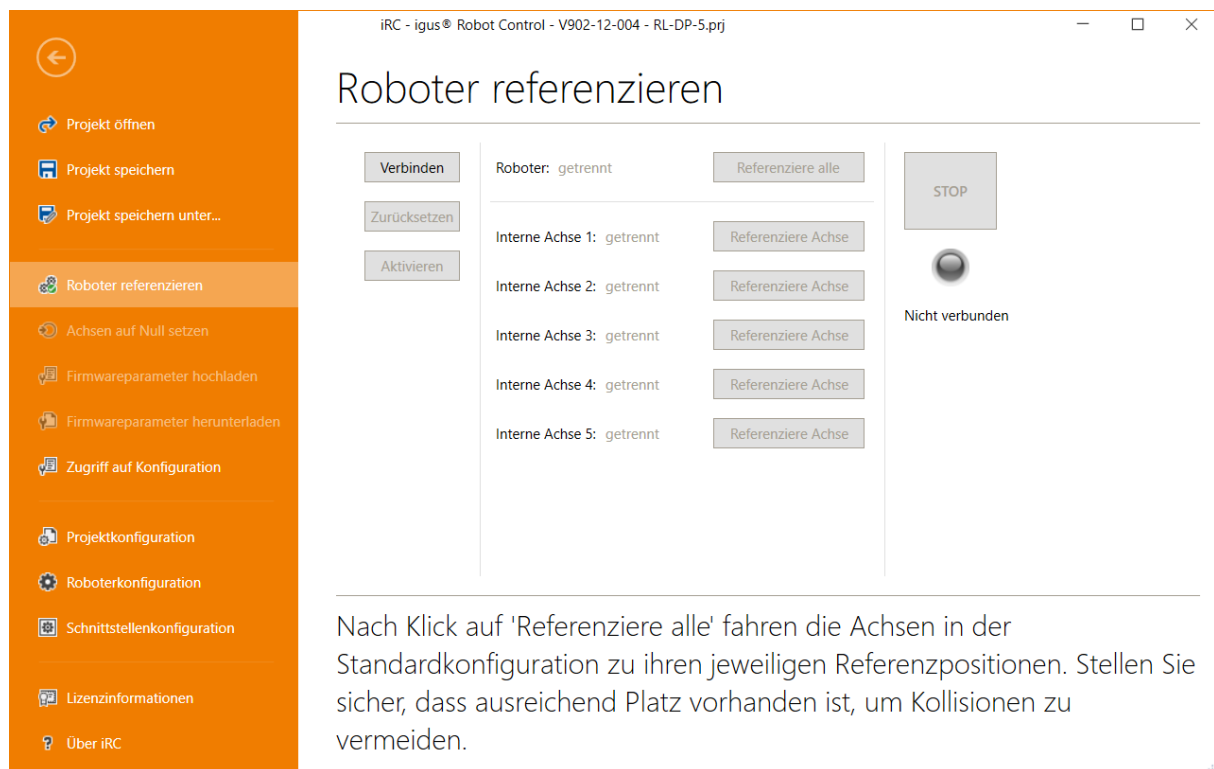 iRC - igus® Robot Control - V902-12-004 - RL-DP-5.prj
Projekt öffnen
Projekt speichern
Projekt speichern unter...
Roboter referenzieren
Achsen auf Null setzen
Firmwareparameter hochladen
Firmwareparameter herunterladen
Zugriff auf Konfiguration
Projektkonfiguration
Roboterkonfiguration
Schnittstellenkonfiguration
Lizenzinformationen
Über iRC
Roboter referenzieren
Verbinden
Zurücksetzen
Aktivieren
Roboter: getrennt Referenziere alle
Interne Achse 1: getrennt Referenziere Achse
Interne Achse 2: getrennt Referenziere Achse
Interne Achse 3: getrennt Referenziere Achse
Interne Achse 4: getrennt Referenziere Achse
Interne Achse 5: getrennt Referenziere Achse
STOP
Nicht verbunden
Nach Klick auf 'Referenziere alle' fahren die Achsen in der
Standardkonfiguration zu ihren jeweiligen Referenzpositionen. Stellen Sie
sicher, dass ausreichend Platz vorhanden ist, um Kollisionen zu
vermeiden.